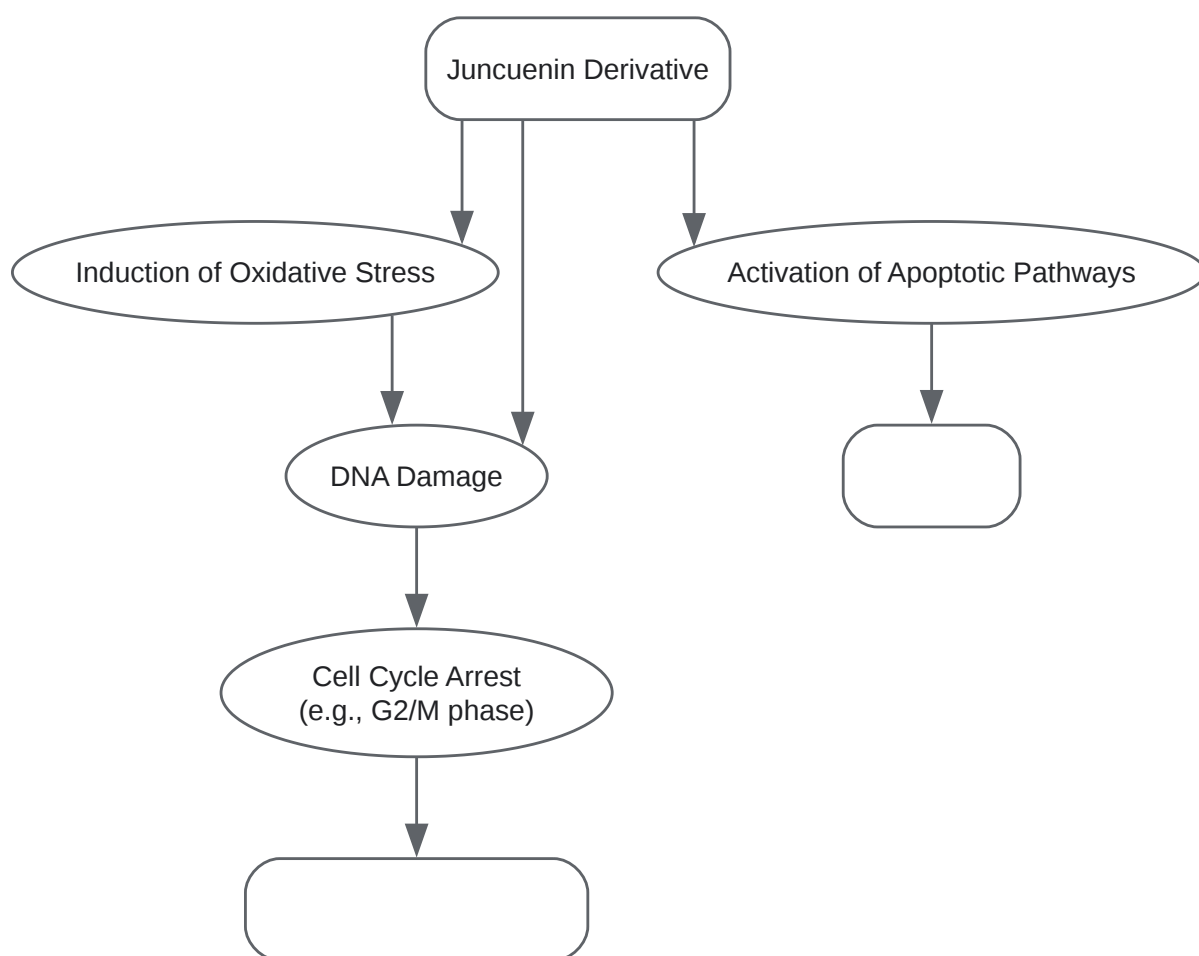 Juncuenin Derivative
Induction of Oxidative Stress
Activation of Apoptotic Pathways
DNA Damage
Cell Cycle Arrest
(e.g., G2/M phase)